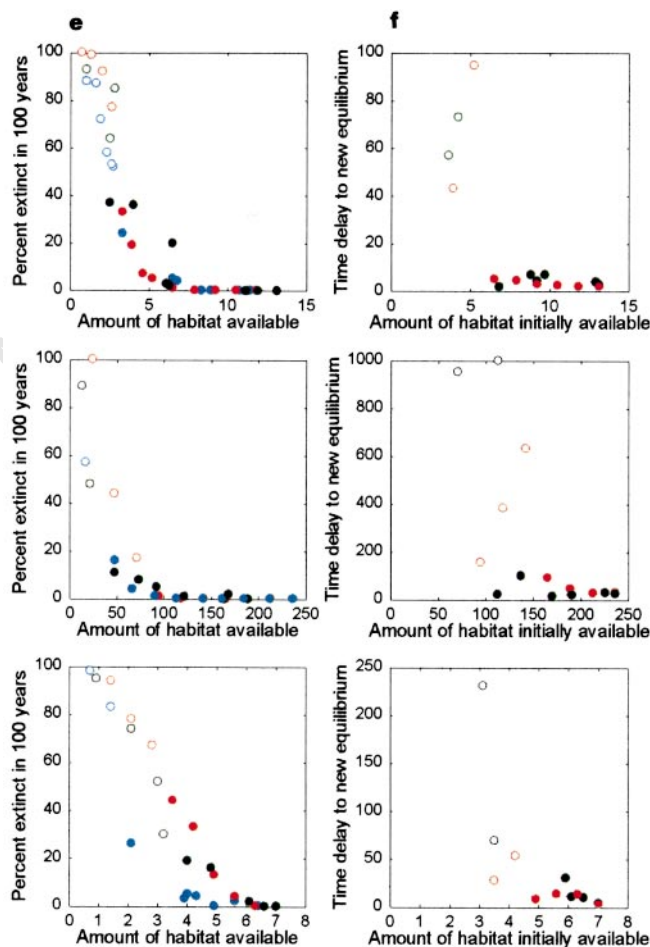 e
f
Percent extinct in 100 years
100
80
60
40
20
0
0 5 10 15
Amount of habitat available
Time delay to new equilibrium
100
80
60
40
20
0
0 5 10 15
Amount of habitat initially available
Percent extinct in 100 years
100
80
60
40
20
0
0 50 100 150 200 250
Amount of habitat available
Time delay to new equilibrium
1000
800
600
400
200
0
0 50 100 150 200 250
Amount of habitat initially available
Percent extinct in 100 years
100
80
60
40
20
0
0 1 2 3 4 5 6 7 8
Amount of habitat available
Time delay to new equilibrium
250
200
150
100
50
0
0 1 2 3 4 5 6 7 8
Amount of habitat initially available